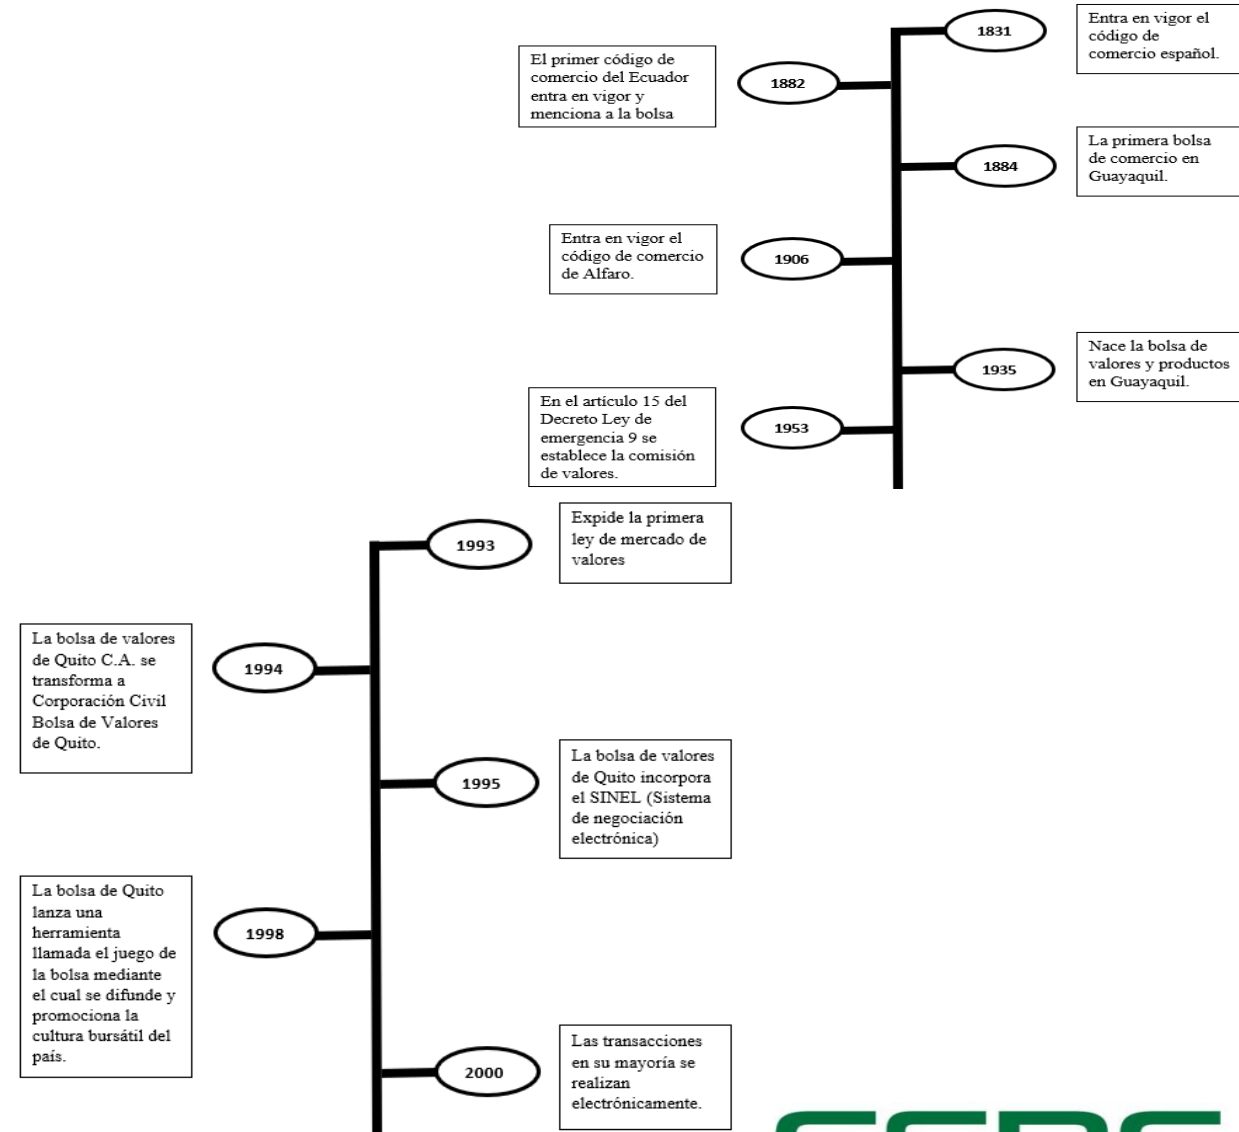 1831
Entra en vigor el
código de
comercio español.
El primer código de
comercio del Ecuador
entra en vigor y
menciona a la bolsa
1882
1884
La primera bolsa
de comercio en
Guayaquil.
Entra en vigor el
código de comercio
de Alfaro.
1906
1935
Nace la bolsa de
valores y productos
en Guayaquil.
En el artículo 15 del
Decreto Ley de
emergencia 9 se
establece la comisión
de valores.
1953
1993
Expide la primera
ley de mercado de
valores
La bolsa de valores
de Quito C.A. se
transforma a
Corporación Civil
Bolsa de Valores
de Quito.
1994
1995
La bolsa de valores
de Quito incorpora
el SINEL (Sistema
de negociación
electrónica)
La bolsa de Quito
lanza una
herramienta
llamada el juego de
la bolsa mediante
el cual se difunde y
promociona la
cultura bursátil del
país.
1998
2000
Las transacciones
en su mayoría se
realizan
electrónicamente.